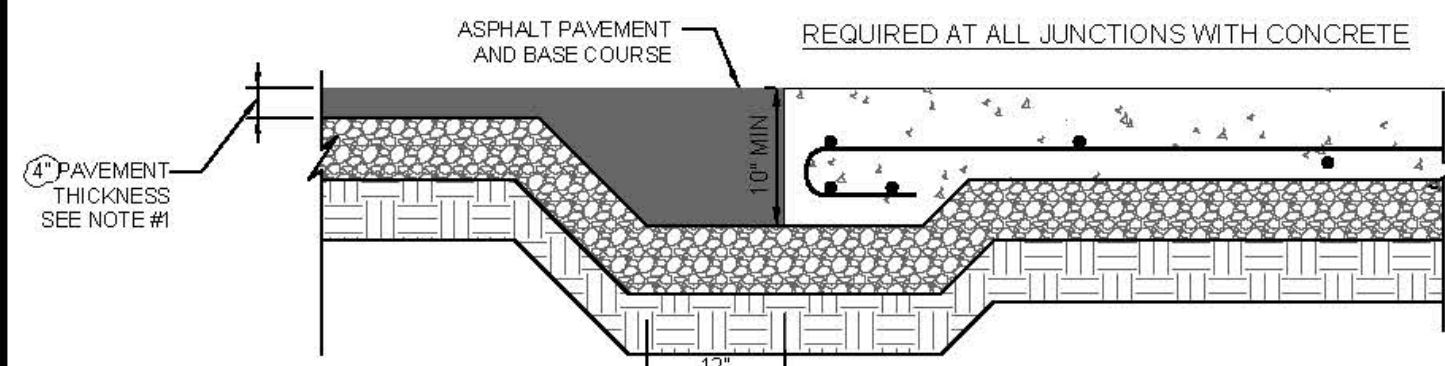 ASPHALT PAVEMENT
AND BASE COURSE
REQUIRED AT ALL JUNCTIONS WITH CONCRETE
4" PAVEMENT
THICKNESS
SEE NOTE #1
10" MIN
12"